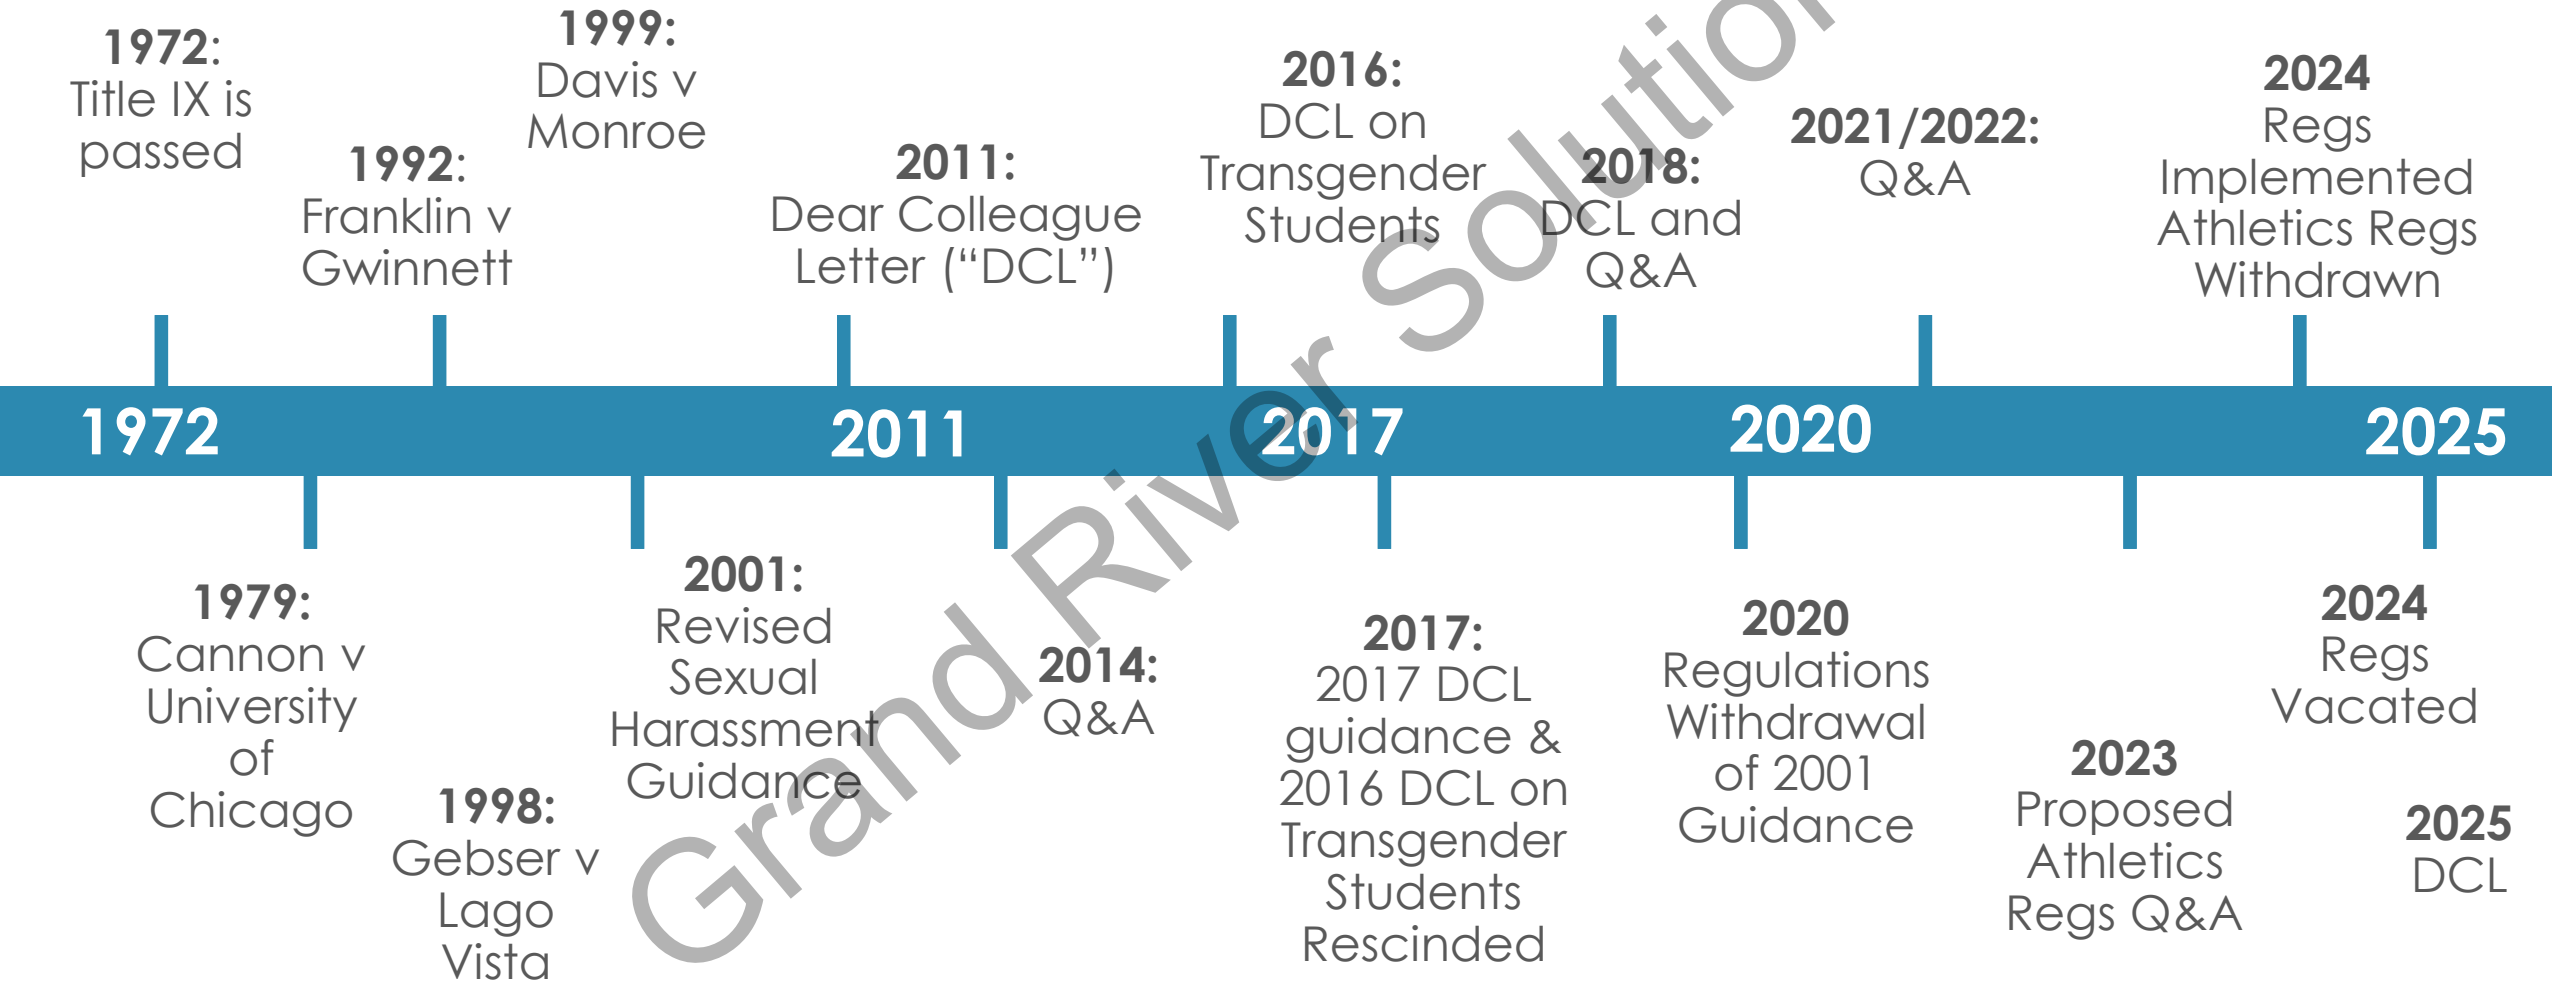 1972:
Title IX is
passed
1992:
Franklin v
Gwinnett
1999:
Davis v
Monroe
2011:
Dear Colleague
Letter (“DCL”)
2016:
DCL on
Transgender
Students
2018:
DCL and
Q&A
2021/2022:
Q&A
2024
Regs
Implemented
Athletics Regs
Withdrawn
1972
2011
2017
2020
2025
1979:
Cannon v
University
of
Chicago
1998:
Gebser v
Lago
Vista
2001:
Revised
Sexual
Harassment
Guidance
2014:
Q&A
2017:
2017 DCL
guidance &
2016 DCL on
Transgender
Students
Rescinded
2020
Regulations
Withdrawal
of 2001
Guidance
2023
Proposed
Athletics
Regs Q&A
2024
Regs
Vacated
2025
DCL
Grand River Solution